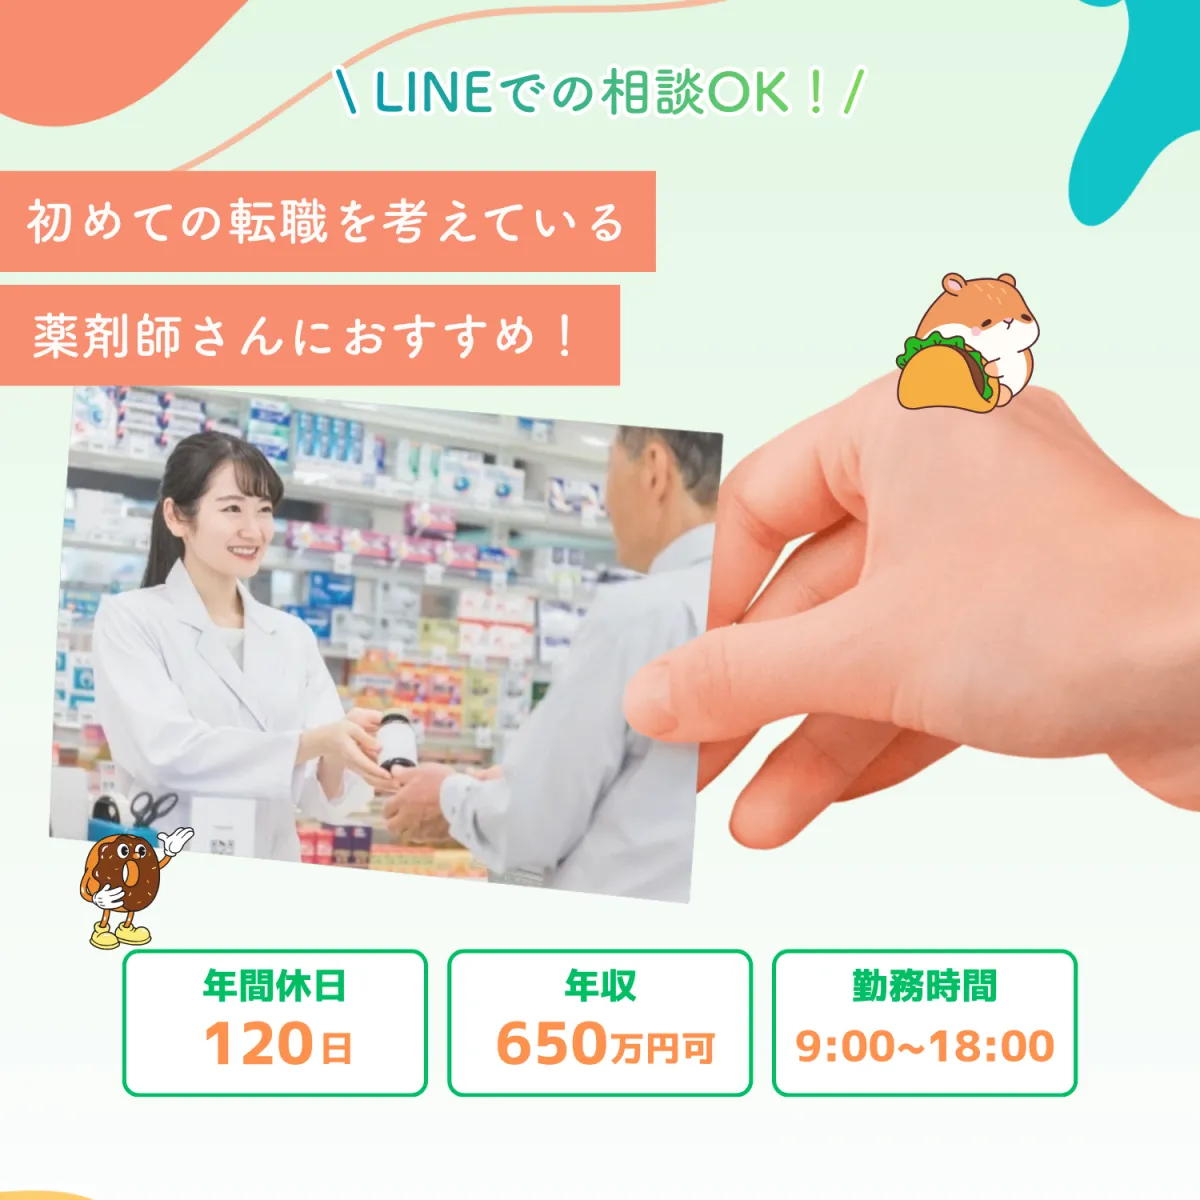 \ LINEでの相談OK！/
初めての転職を考えている
薬剤師さんにおすすめ！
年間休日
120日
年収
650万円可
勤務時間
9:00~18:00